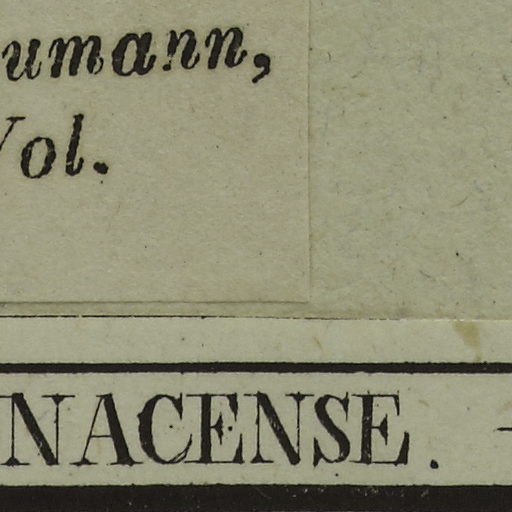 umann,
Vol.
NACENSE.